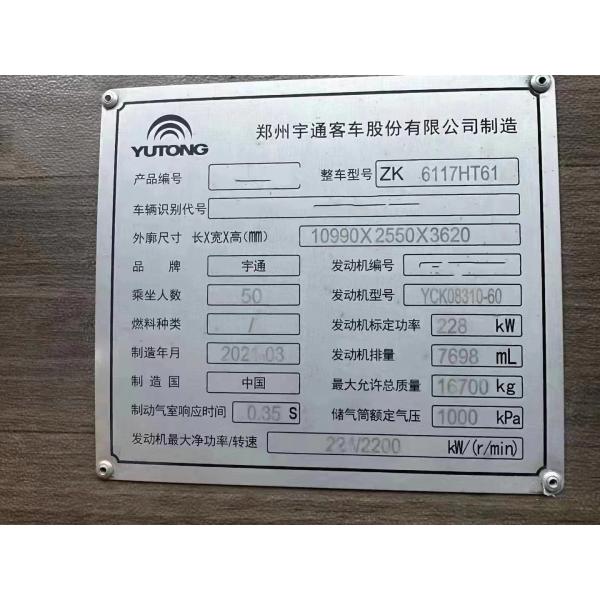 YUTONG 郑州宇通客车股份有限公司制造
产品编号 整车型号 ZK 6117HT61
车辆识别代号
外廓尺寸 长X宽X高(mm) 10990X2550X3620
品牌 宇通 发动机编号
乘坐人数 50 发动机型号 YCK08310-60
燃料种类 / 发动机标定功率 228 kW
制造年月 2021-03 发动机排量 7698 mL
制造国 中国 最大允许总质量 16700 kg
制动气室响应时间 0.35 S 储气筒额定气压 1000 kPa
发动机最大净功率/转速 /2200 kW/(r/min)